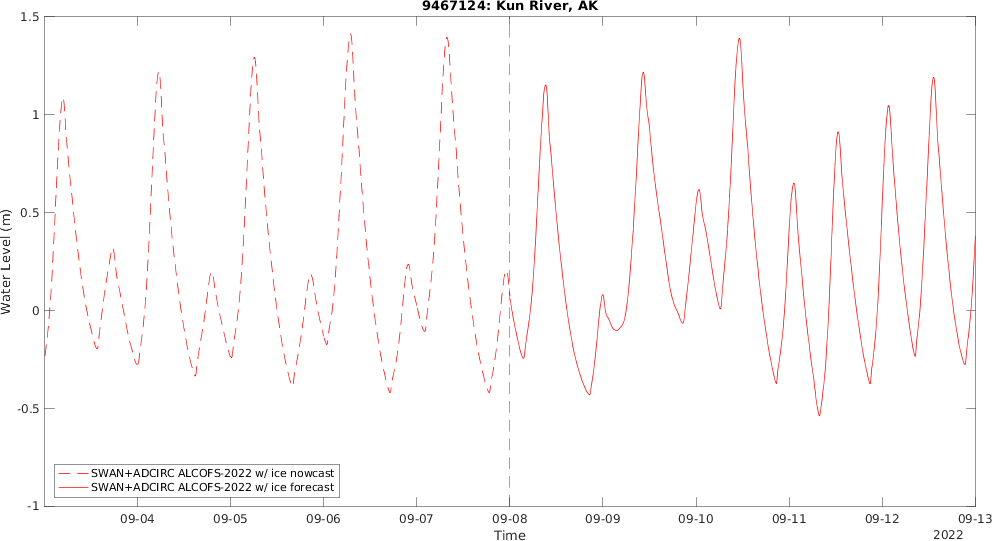 9467124: Kun River, AK
Water Level (m)
1.5
1
0.5
0
-0.5
-1
SWAN+ADCIRC ALCOFS-2022 w/ ice nowcast
SWAN+ADCIRC ALCOFS-2022 w/ ice forecast
09-04 09-05 09-06 09-07 09-08 09-09 09-10 09-11 09-12 09-13
Time
2022